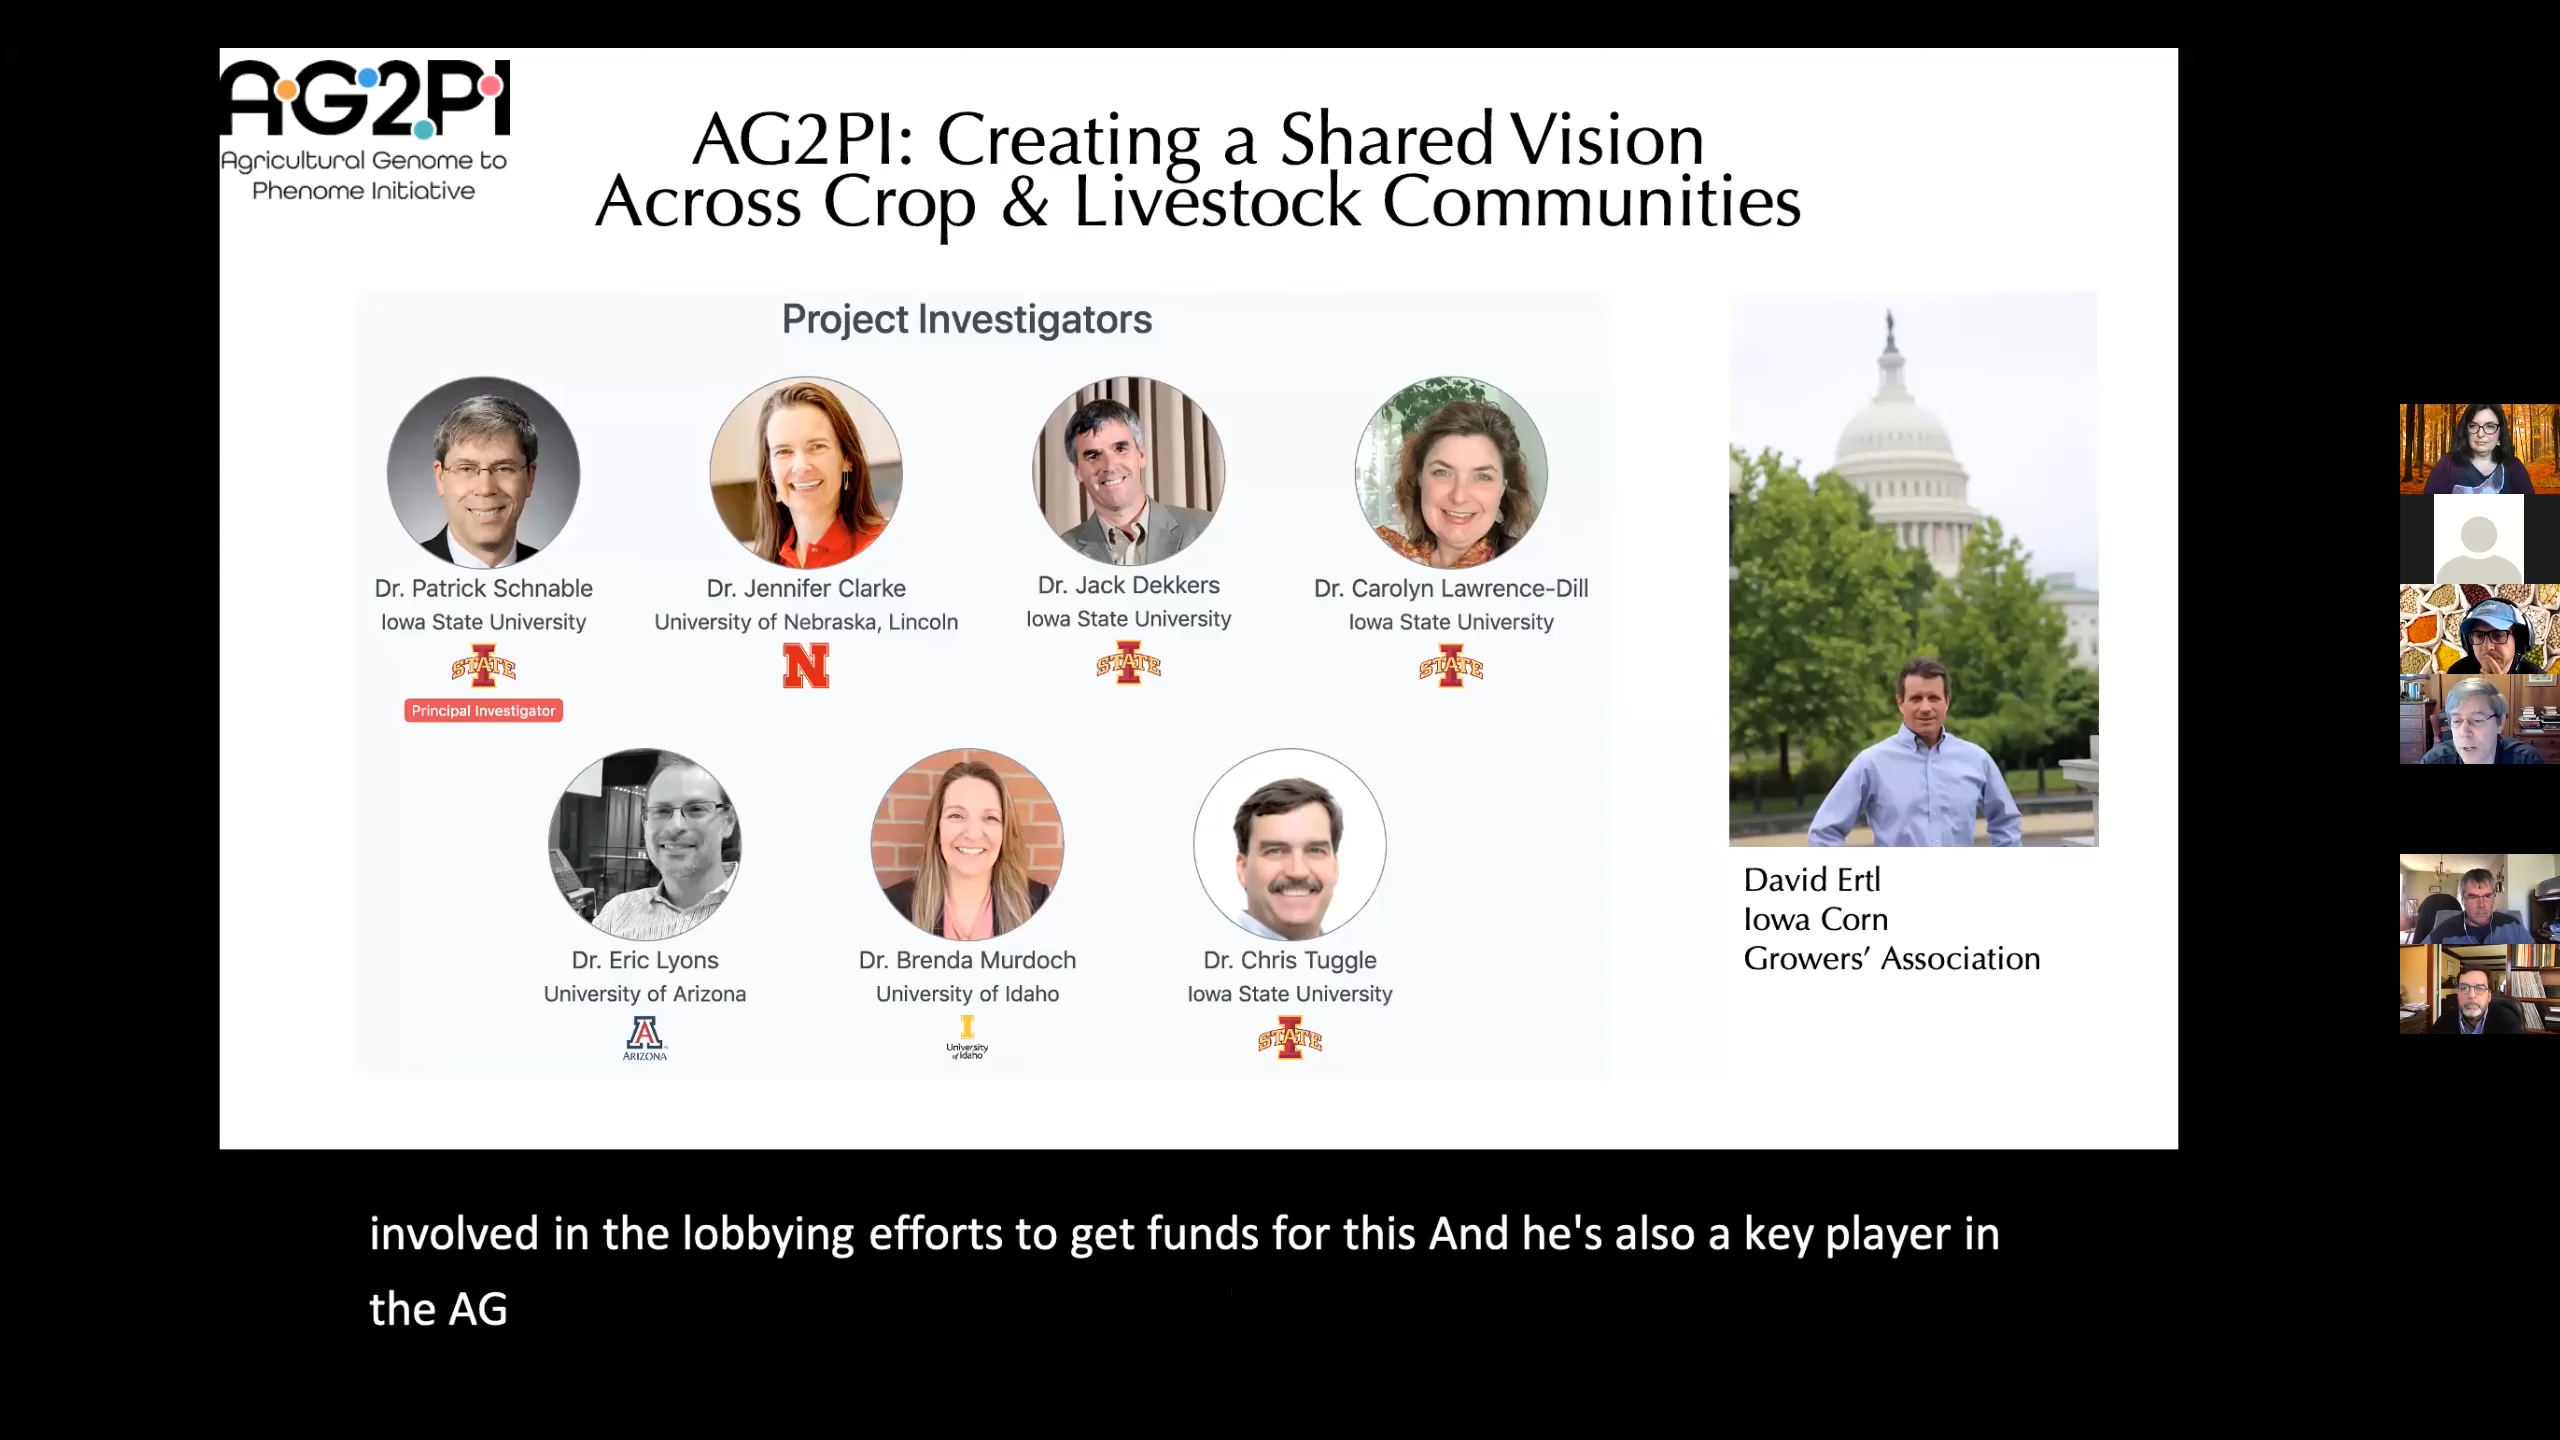 AG2PI
Agricultural Genome to
Phenome Initiative
AG2PI: Creating a Shared Vision
Across Crop & Livestock Communities
Project Investigators
Dr. Patrick Schnable
Iowa State University
STATE
Principal Investigator
Dr. Jennifer Clarke
University of Nebraska, Lincoln
N
Dr. Jack Dekkers
Iowa State University
STATE
Dr. Carolyn Lawrence-Dill
Iowa State University
STATE
Dr. Eric Lyons
University of Arizona
A
ARIZONA
Dr. Brenda Murdoch
University of Idaho
I
University
of Idaho
Dr. Chris Tuggle
Iowa State University
STATE
David Ertl
Iowa Corn
Growers’ Association
involved in the lobbying efforts to get funds for this And he's also a key player in
the AG